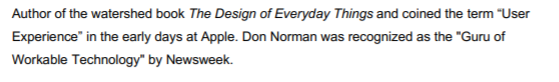 Author of the watershed book The Design of Everyday Things and coined the term “User
Experience” in the early days at Apple. Don Norman was recognized as the "Guru of
Workable Technology" by Newsweek.